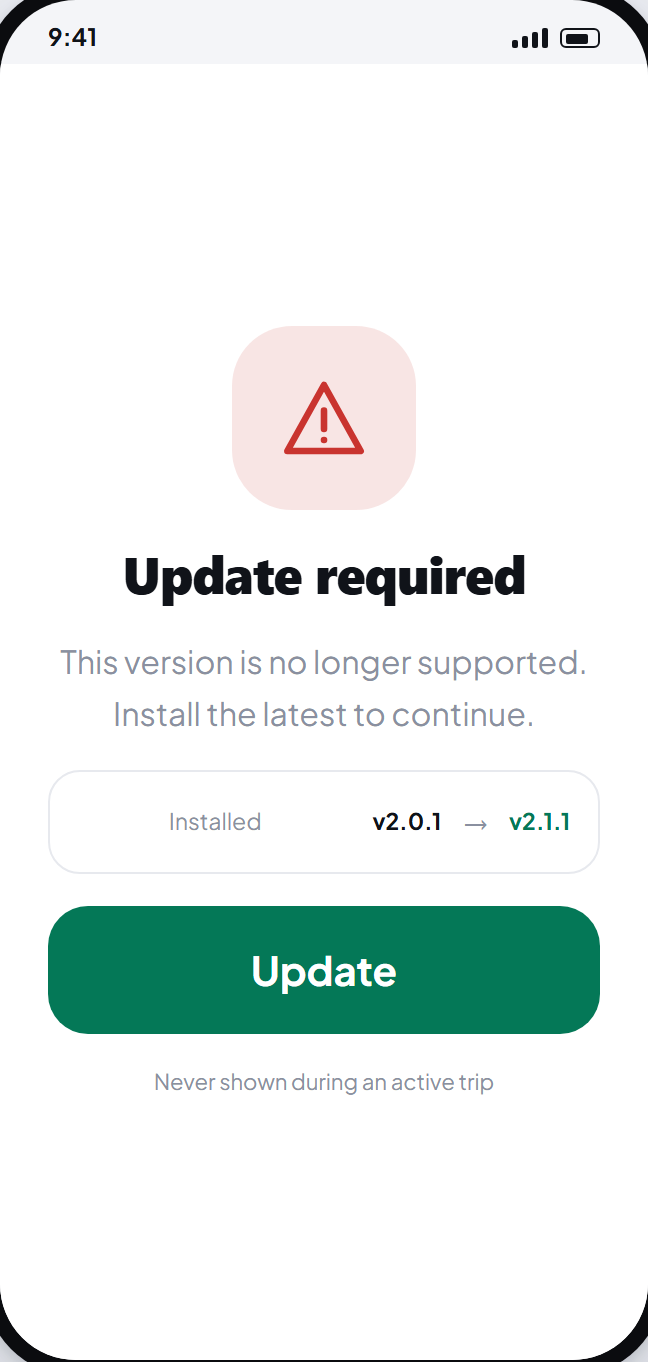 9:41
Update required
This version is no longer supported.
Install the latest to continue.
Installed v2.0.1 → v2.1.1
Update
Never shown during an active trip